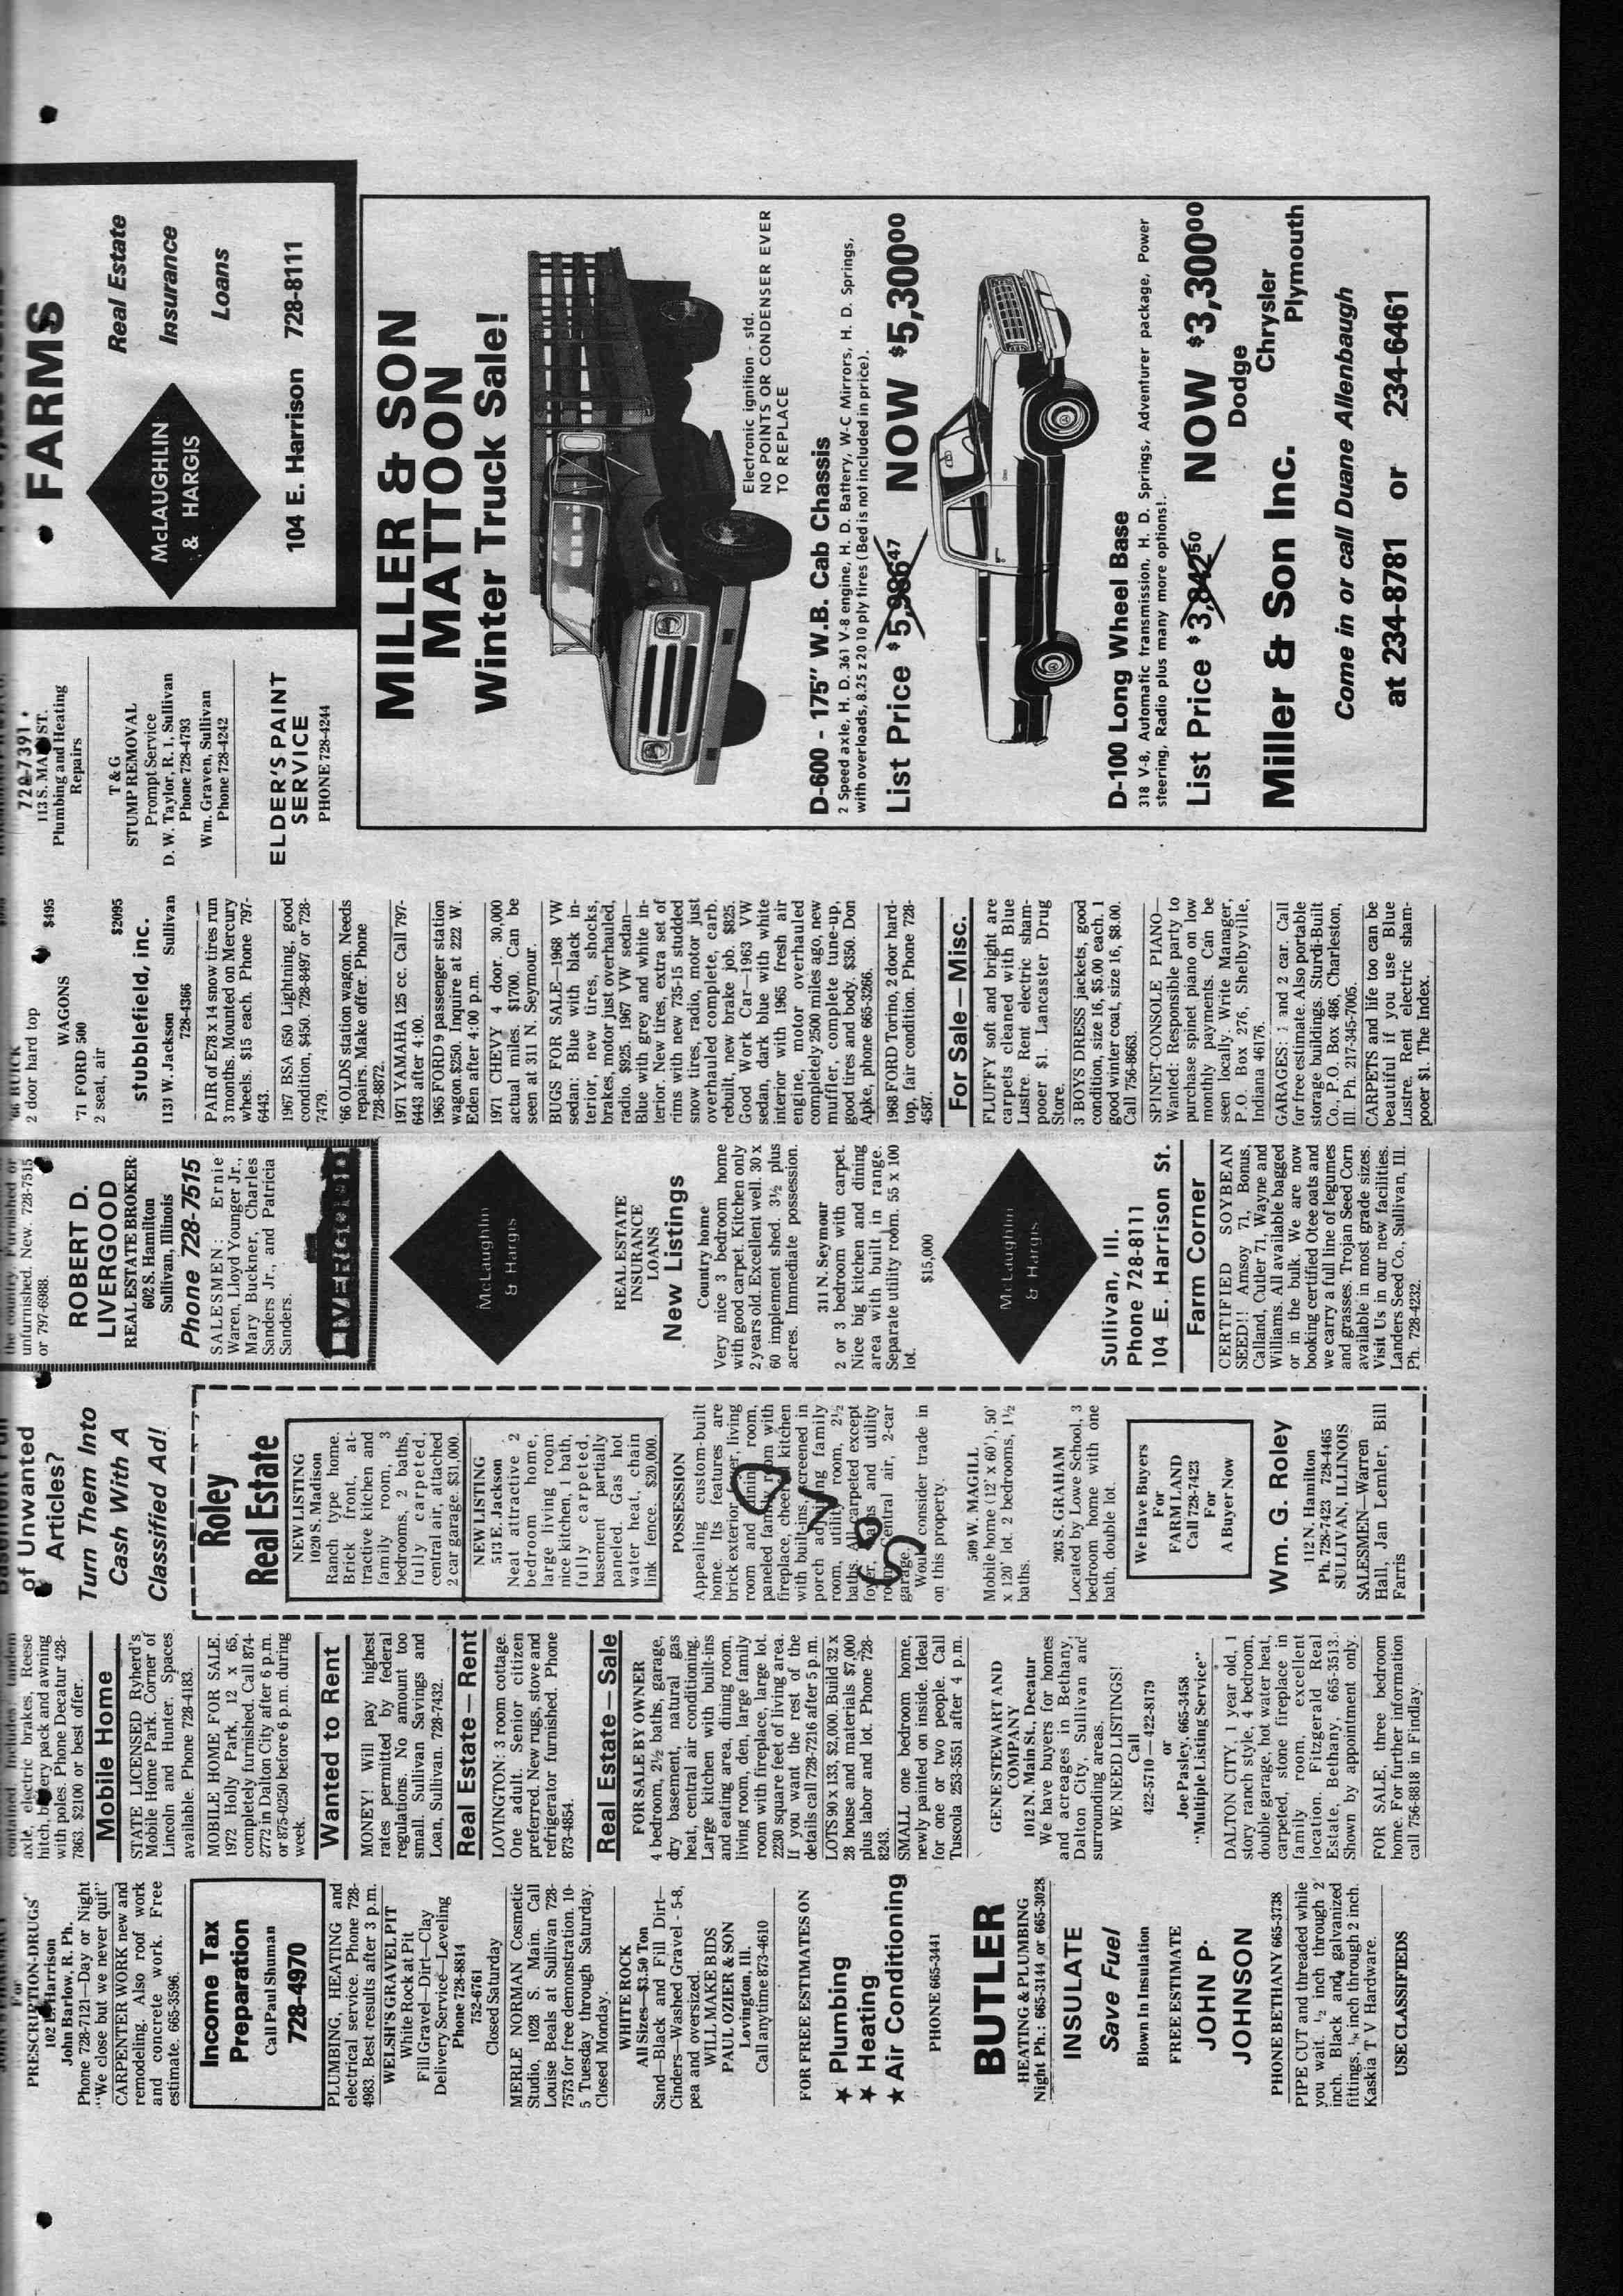 PRESCRIPTION-DRUGS
For
102 E. Harrison
John Barlow, R. Ph.
Phone 728-7121—Day or Night
"We close but we never quit"
CARPENTER WORK new and
remodeling. Also roof work
and concrete work. Free
estimate. 665-3596.
Income Tax
Preparation
Call Paul Shuman
728-4970
PLUMBING, HEATING and
electrical service. Phone 728-
4983. Best results after 3 p.m.
WELSH'S GRAVEL PIT
White Rock at Pit
Fill Gravel—Dirt—Clay
Delivery Service—Leveling
Phone 728-8814
752-6761
Closed Saturday
MERLE NORMAN Cosmetic
Studio, 1028 S. Main. Call
Louise Beals at Sullivan 728-
7573 for free demonstration. 10-
5 Tuesday through Saturday.
Closed Monday.
WHITE ROCK
All Sizes—$3.50 Ton
Sand—Black and Fill Dirt—
Cinders—Washed Gravel - 5-8,
pea and oversized.
WILL MAKE BIDS
PAUL OZIER & SON
Lovington, Ill.
Call anytime 873-4610
FOR FREE ESTIMATES ON
★ Plumbing
★ Heating
★ Air Conditioning
PHONE 665-3441
BUTLER
HEATING & PLUMBING
Night Ph.: 665-3144 or 665-3028
INSULATE
Save Fuel
Blown In Insulation
FREE ESTIMATE
JOHN P.
JOHNSON
PHONE BETHANY 665-3738
PIPE CUT and threaded while
you wait. ½ inch through 2
inch. Black and galvanized
fittings, ⅛ inch through 2 inch.
Kaskia T V Hardware.
USE CLASSIFIEDS
contained. Includes tandem
axle, electric brakes, Reese
hitch, battery pack and awning
with poles. Phone Decatur 428-
7863. $2100 or best offer.
Mobile Home
STATE LICENSED Ryherd's
Mobile Home Park. Corner of
Lincoln and Hunter. Spaces
available. Phone 728-4183.
MOBILE HOME FOR SALE.
1972 Holly Park, 12 x 65,
completely furnished. Call 874-
2772 in Dalton City after 6 p.m.
or 875-0250 before 6 p.m. during
week.
Wanted to Rent
MONEY! Will pay highest
rates permitted by federal
regulations. No amount too
small. Sullivan Savings and
Loan, Sullivan. 728-7432.
Real Estate—Rent
LOVINGTON: 3 room cottage.
One adult. Senior citizen
preferred. New rugs, stove and
refrigerator furnished. Phone
873-4854.
Real Estate—Sale
FOR SALE BY OWNER
4 bedroom, 2½ baths, garage,
dry basement, natural gas
heat, central air conditioning.
Large kitchen with built-ins
and eating area, dining room,
living room, den, large family
room with fireplace, large lot.
2230 square feet of living area.
If you want the rest of the
details call 728-7216 after 5 p.m.
LOTS 90 x 133, $2,000. Build 32 x
28 house and materials $7,000
plus labor and lot. Phone 728-
8243.
SMALL one bedroom home,
newly painted on inside. Ideal
for one or two people. Call
Tuscola 253-3551 after 4 p.m.
GENE STEWART AND
COMPANY
1012 N. Main St., Decatur
We have buyers for homes
and acreages in Bethany,
Dalton City, Sullivan and
surrounding areas.
WE NEED LISTINGS!
Call
422-5710—422-8179
or
Joe Pasley, 665-3458
"Multiple Listing Service"
DALTON CITY, 1 year old, 1
story ranch style, 4 bedroom,
double garage, hot water heat,
carpeted, stone fireplace in
family room, excellent
location. Fitzgerald Real
Estate, Bethany, 665-3513.
Shown by appointment only.
FOR SALE, three bedroom
home. For further information
call 756-8818 in Findlay.
of Unwanted
Articles?
Turn Them Into
Cash With A
Classified Ad!
Roley
Real Estate
NEW LISTING
1020 S. Madison
Ranch type home.
Brick front, at-
tractive kitchen and
family room, 3
bedrooms, 2 baths,
fully carpeted,
central air, attached
2 car garage. $31,000.
NEW LISTING
513 E. Jackson
Neat attractive 2
bedroom home,
large living room
nice kitchen, 1 bath,
fully carpeted,
basement partially
paneled. Gas hot
water heat, chain
link fence. $20,000.
POSSESSION
Appealing custom-built
home. Its features are
brick exterior, foyer, living
room and dining room,
paneled family room with
fireplace, cheerful kitchen
with built-ins, screened in
porch adjoining family
room, utility room, 2½
baths. All carpeted except
foyer, baths and utility
room. Central air, 2-car
garage.
Would consider trade in
on this property.
509 W. MAGILL
Mobile home (12' x 60'), 50'
x 120' lot. 2 bedrooms, 1½
baths.
203 S. GRAHAM
Located by Lowe School, 3
bedroom home with one
bath, double lot.
We Have Buyers
For
FARM LAND
Call 728-7423
For
A Buyer Now
Wm. G. Roley
112 N. Hamilton
Ph. 728-7423 728-4465
SULLIVAN, ILLINOIS
SALESMEN—Warren
Hall, Jan Lemler, Bill
Farris
SOLD
the country. Furnished or
unfurnished. New. 728-7515
or 797-6988.
ROBERT D.
LIVERGOOD
REAL ESTATE BROKER
602 S. Hamilton
Sullivan, Illinois
Phone 728-7515
SALESMEN: Ernie
Waren, Lloyd Younger Jr.,
Mary Buckner, Charles
Sanders Jr., and Patricia
Sanders.
LIVERGOOD
McLaughlin
& Hargis
REAL ESTATE
INSURANCE
LOANS
New Listings
Country home
Very nice 3 bedroom home
with good carpet. Kitchen only
2 years old. Excellent well. 30 x
60 implement shed. 3½ plus
acres. Immediate possession.
311 N. Seymour
2 or 3 bedroom with carpet.
Nice big kitchen and dining
area with built in range.
Separate utility room. 55 x 100
lot.
$15,000
McLaughlin
& Hargis
Sullivan, Ill.
Phone 728-8111
104 E. Harrison St.
Farm Corner
CERTIFIED SOYBEAN
SEED!! Amsoy 71, Bonus,
Calland, Cutler 71, Wayne and
Williams. All available bagged
or in the bulk. We are now
booking certified Otee oats and
we carry a full line of legumes
and grasses. Trojan Seed Corn
available in most grade sizes.
Visit Us in our new facilities.
Landers Seed Co., Sullivan, Ill.
Ph. 728-4232.
'66 BUICK
2 door hard top $495
WAGONS
'71 FORD 500
2 seat, air $2095
stubblefield, inc.
1131 W. Jackson Sullivan
728-4366
PAIR of E78 x 14 snow tires run
3 months. Mounted on Mercury
wheels. $15 each. Phone 797-
6443.
1967 BSA 650 Lightning, good
condition, $450. 728-8497 or 728-
7479.
'66 OLDS station wagon. Needs
repairs. Make offer. Phone
728-8872.
1971 YAMAHA 125 cc. Call 797-
6443 after 4:00.
1965 FORD 9 passenger station
wagon. $250. Inquire at 222 W.
Eden after 4:00 p.m.
1971 CHEVY 4 door. 30,000
actual miles. $1700. Can be
seen at 311 N. Seymour.
BUGS FOR SALE—1968 VW
sedan: Blue with black in-
terior, new tires, shocks,
brakes, motor just overhauled,
radio. $925. 1967 VW sedan—
Blue with grey and white in-
terior. New tires, extra set of
rims with new 735-15 studded
snow tires, radio, motor just
overhauled complete, carb.
rebuilt, new brake job. $825.
Good Work Car—1963 VW
sedan, dark blue with white
interior with 1965 fresh air
engine, motor overhauled
completely 2500 miles ago, new
muffler, complete tune-up,
good tires and body. $350. Don
Apke, phone 665-3266.
1968 FORD Torino, 2 door hard-
top, fair condition. Phone 728-
4587.
For Sale—Misc.
FLUFFY soft and bright are
carpets cleaned with Blue
Lustre. Rent electric sham-
pooer $1. Lancaster Drug
Store.
3 BOYS DRESS jackets, good
condition, size 16, $5.00 each. 1
good winter coat, size 16, $8.00.
Call 756-8663.
SPINET-CONSOLE PIANO—
Wanted: Responsible party to
purchase spinet piano on low
monthly payments. Can be
seen locally. Write Manager,
P.O. Box 276, Shelbyville,
Indiana 46176.
GARAGES: 1 and 2 car. Call
for free estimate. Also portable
storage buildings. Sturdi-Built
Co., P.O. Box 486, Charleston,
Ill. Ph. 217-345-7005.
CARPETS and life too can be
beautiful if you use Blue
Lustre. Rent electric sham-
pooer $1. The Index.
728-7391
113 S. MAIN ST.
Plumbing and Heating
Repairs
T & G
STUMP REMOVAL
Prompt Service
D. W. Taylor, R. 1, Sullivan
Phone 728-4793
Wm. Graven, Sullivan
Phone 728-4242
ELDER'S PAINT
SERVICE
PHONE 728-4244
• FARMS
McLAUGHLIN
& HARGIS
Real Estate
Insurance
Loans
104 E. Harrison 728-8111
MILLER & SON
MATTOON
Winter Truck Sale!
Electronic ignition - std.
NO POINTS OR CONDENSER EVER
TO REPLACE
D-600 - 175" W.B. Cab Chassis
2 Speed axle, H. D. 361 V-8 engine, H. D. Battery, W-C Mirrors, H. D. Springs,
with overloads, 8.25 z 20 10 ply tires (Bed is not included in price).
List Price $5,986.47 NOW $5,300.00
D-100 Long Wheel Base
318 V-8, Automatic transmission, H. D. Springs, Adventurer package, Power
steering, Radio plus many more options!
List Price $3,842.50 NOW $3,300.00
Miller & Son Inc.
Dodge
Chrysler
Plymouth
Come in or call Duane Allenbaugh
at 234-8781 or 234-6461